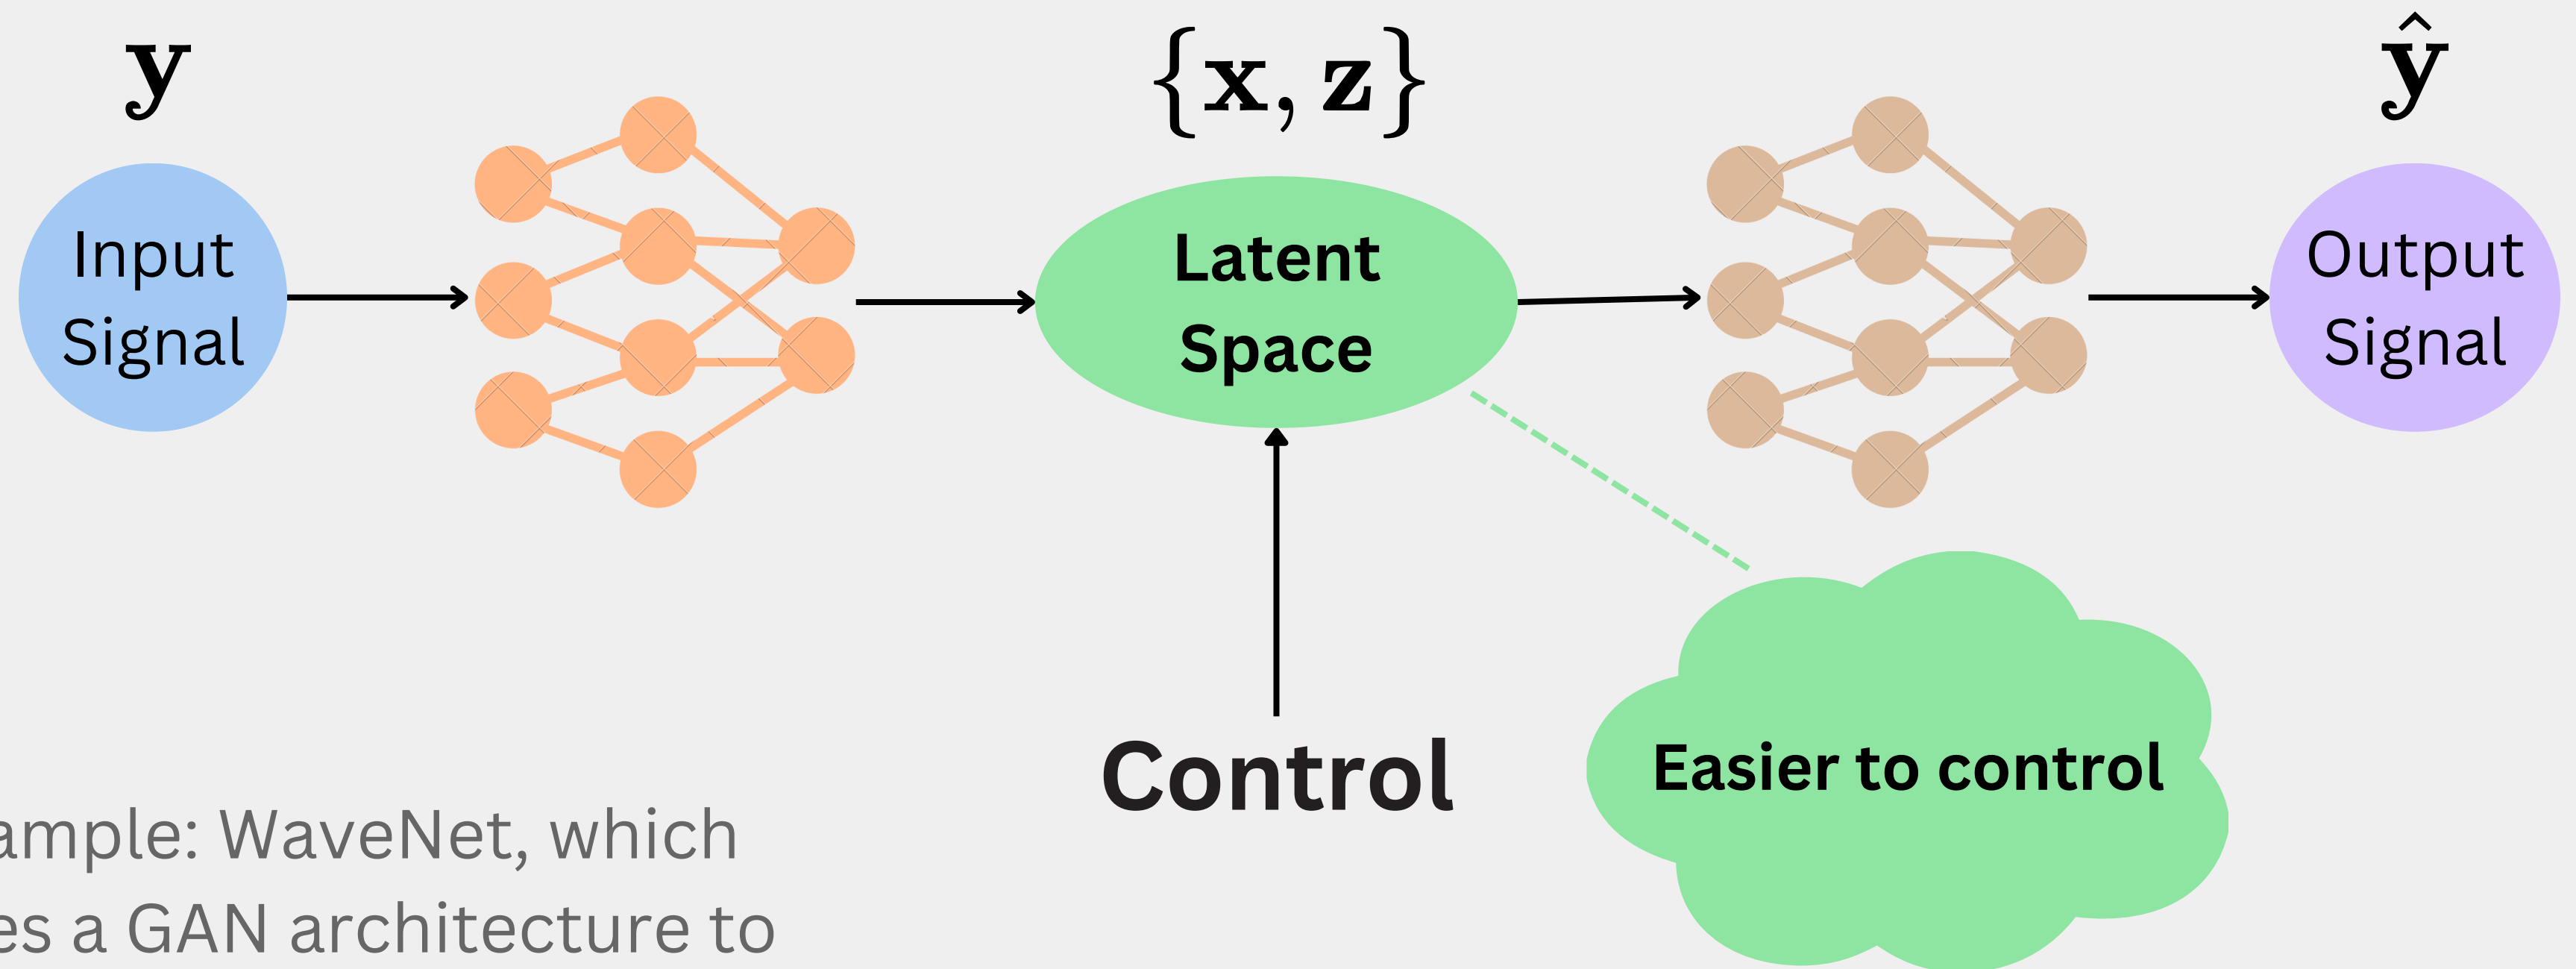 y
{x, z}
ŷ
Input
Signal
Latent
Space
Output
Signal
Control
Easier to control
ample: WaveNet, which
es a GAN architecture to